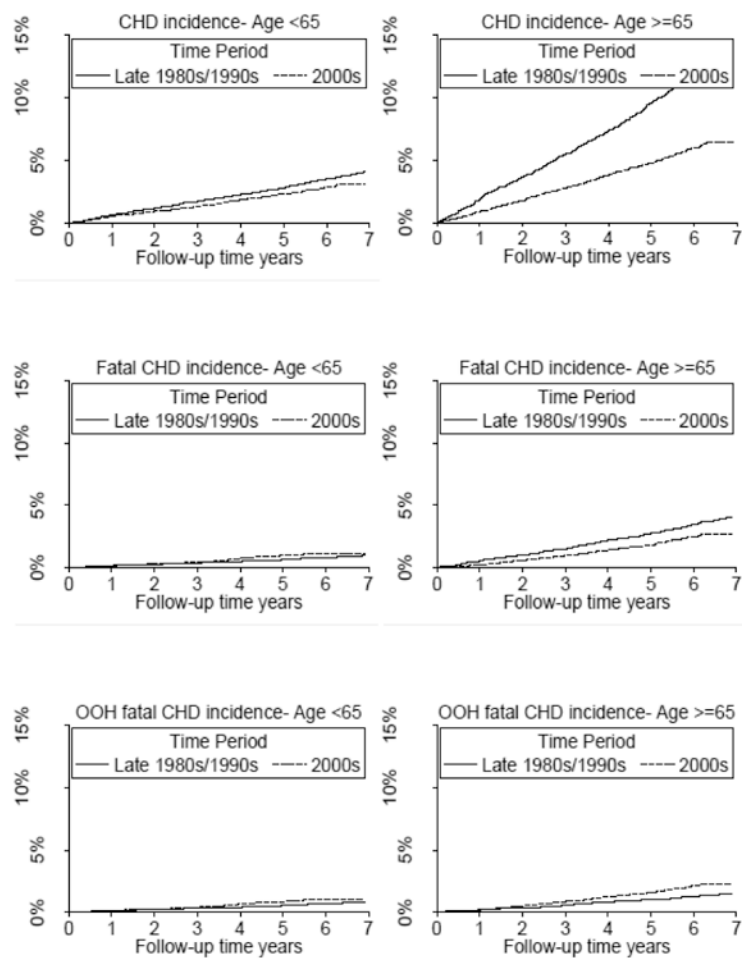 CHD incidence- Age <65
Time Period
Late 1980s/1990s 2000s
15%
10%
5%
0%
0 1 2 3 4 5 6 7
Follow-up time years
CHD incidence- Age >=65
Time Period
Late 1980s/1990s 2000s
15%
10%
5%
0%
0 1 2 3 4 5 6 7
Follow-up time years
Fatal CHD incidence- Age <65
Time Period
Late 1980s/1990s 2000s
15%
10%
5%
0%
0 1 2 3 4 5 6 7
Follow-up time years
Fatal CHD incidence- Age >=65
Time Period
Late 1980s/1990s 2000s
15%
10%
5%
0%
0 1 2 3 4 5 6 7
Follow-up time years
OOH fatal CHD incidence- Age <65
Time Period
Late 1980s/1990s 2000s
15%
10%
5%
0%
0 1 2 3 4 5 6 7
Follow-up time years
OOH fatal CHD incidence- Age >=65
Time Period
Late 1980s/1990s 2000s
15%
10%
5%
0%
0 1 2 3 4 5 6 7
Follow-up time years